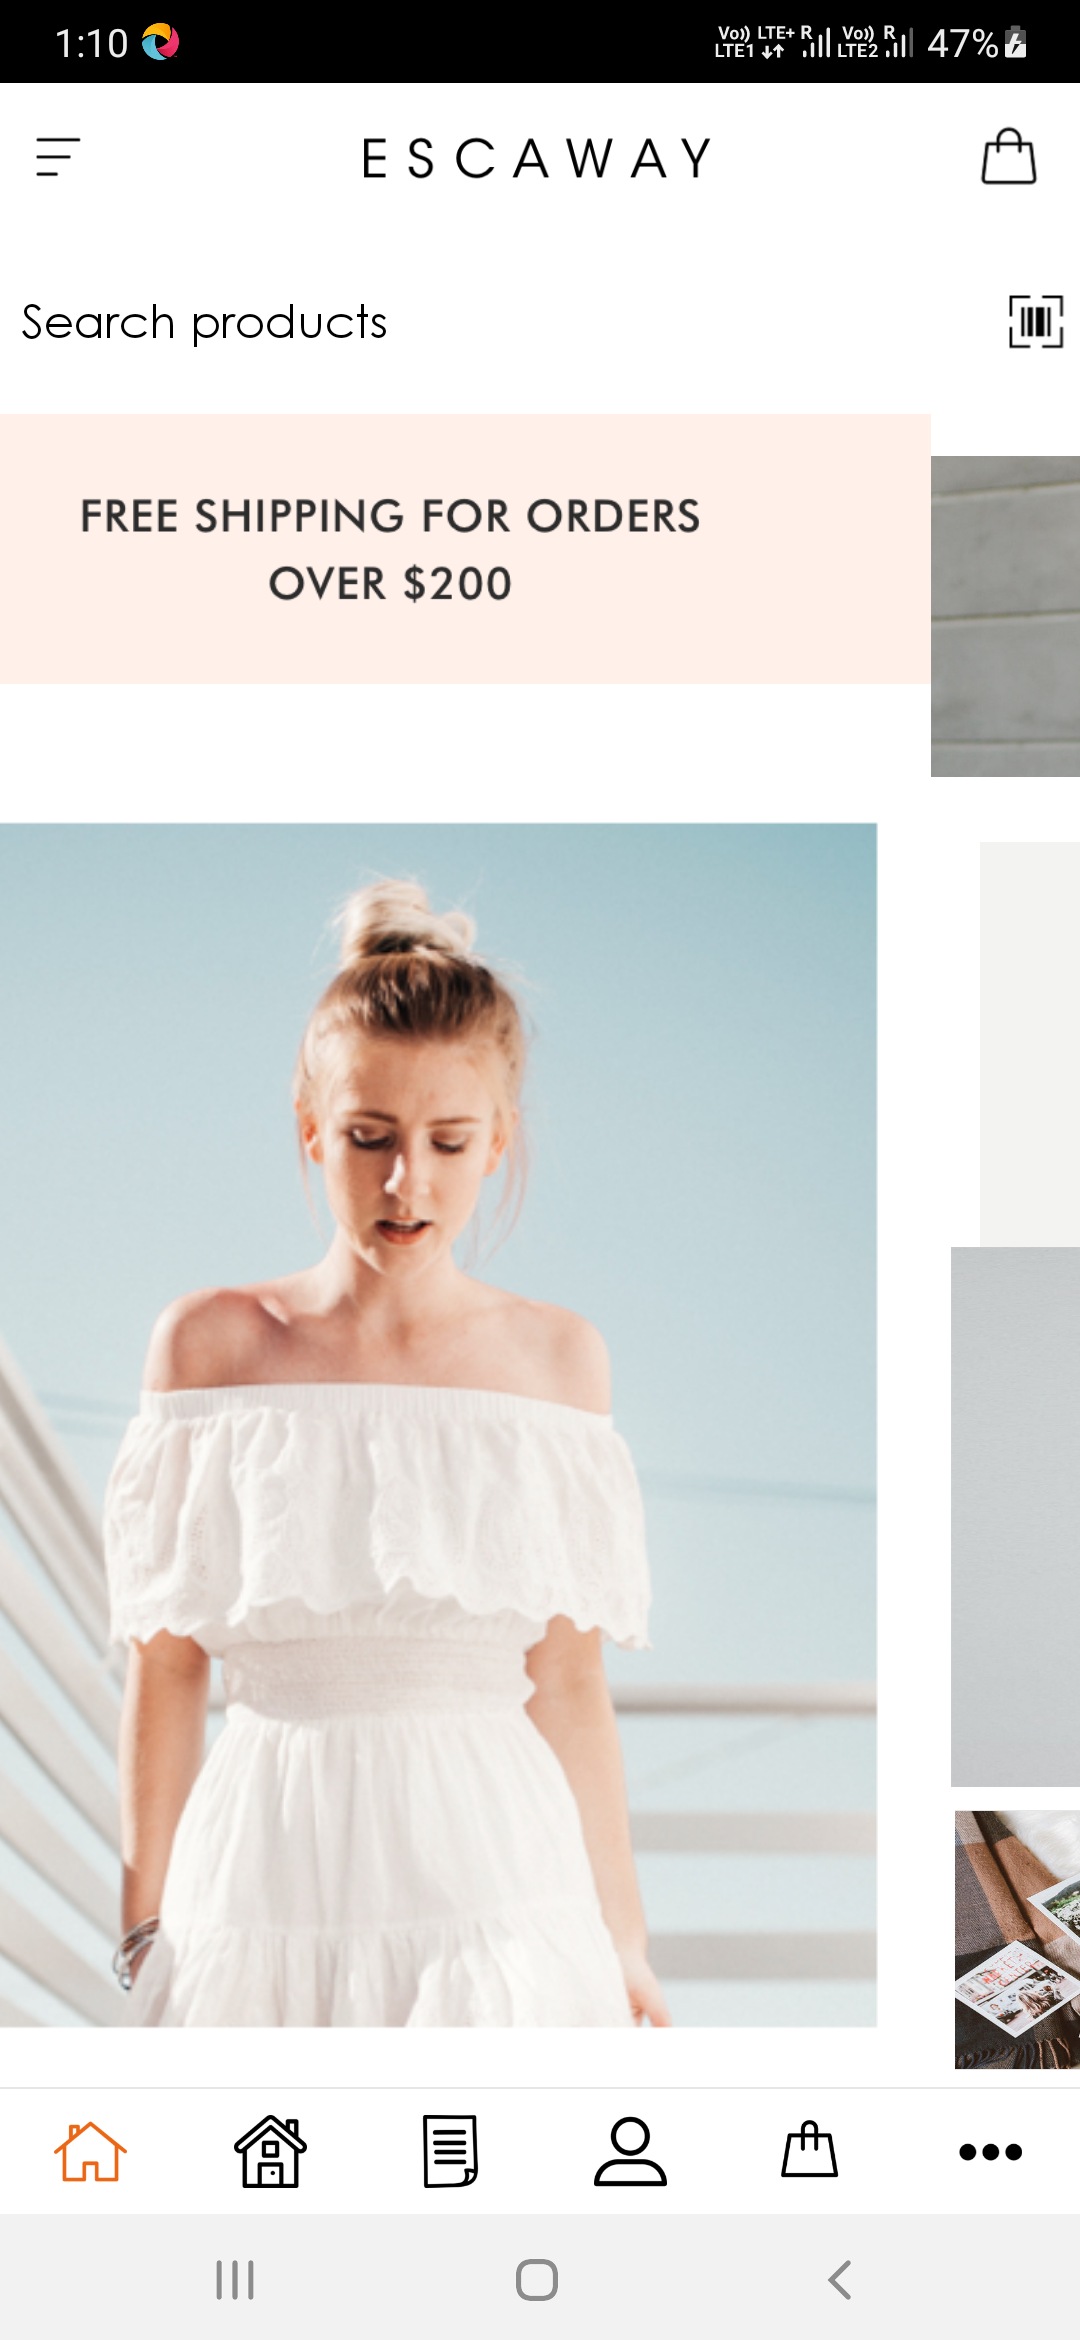 1:10
Vo)) LTE+ R Vo)) R
LTE1 LTE2 47%
ESCAWAY
Search products
FREE SHIPPING FOR ORDERS
OVER $200